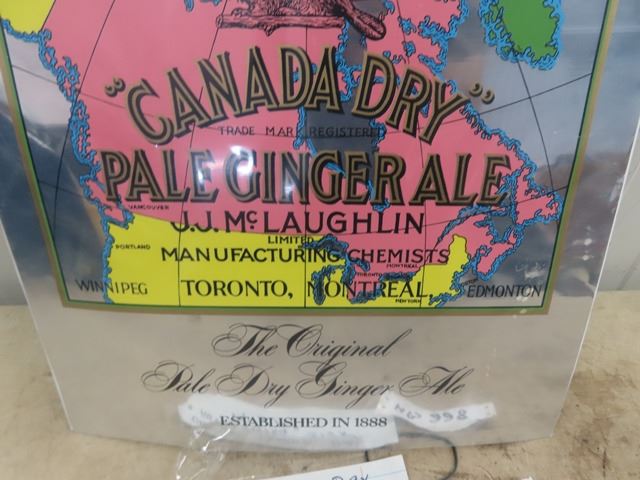 "CANADA DRY"
TRADE MARK REGISTERED
PALE GINGER ALE
VANCOUVER
J.J. McLAUGHLIN
PORTLAND
LIMITED
MANUFACTURING CHEMISTS
MONTREAL
TORONTO
WINNIPEG TORONTO, MONTREAL EDMONTON
NEW YORK
The Original
Pale Dry Ginger Ale
ESTABLISHED IN 1888